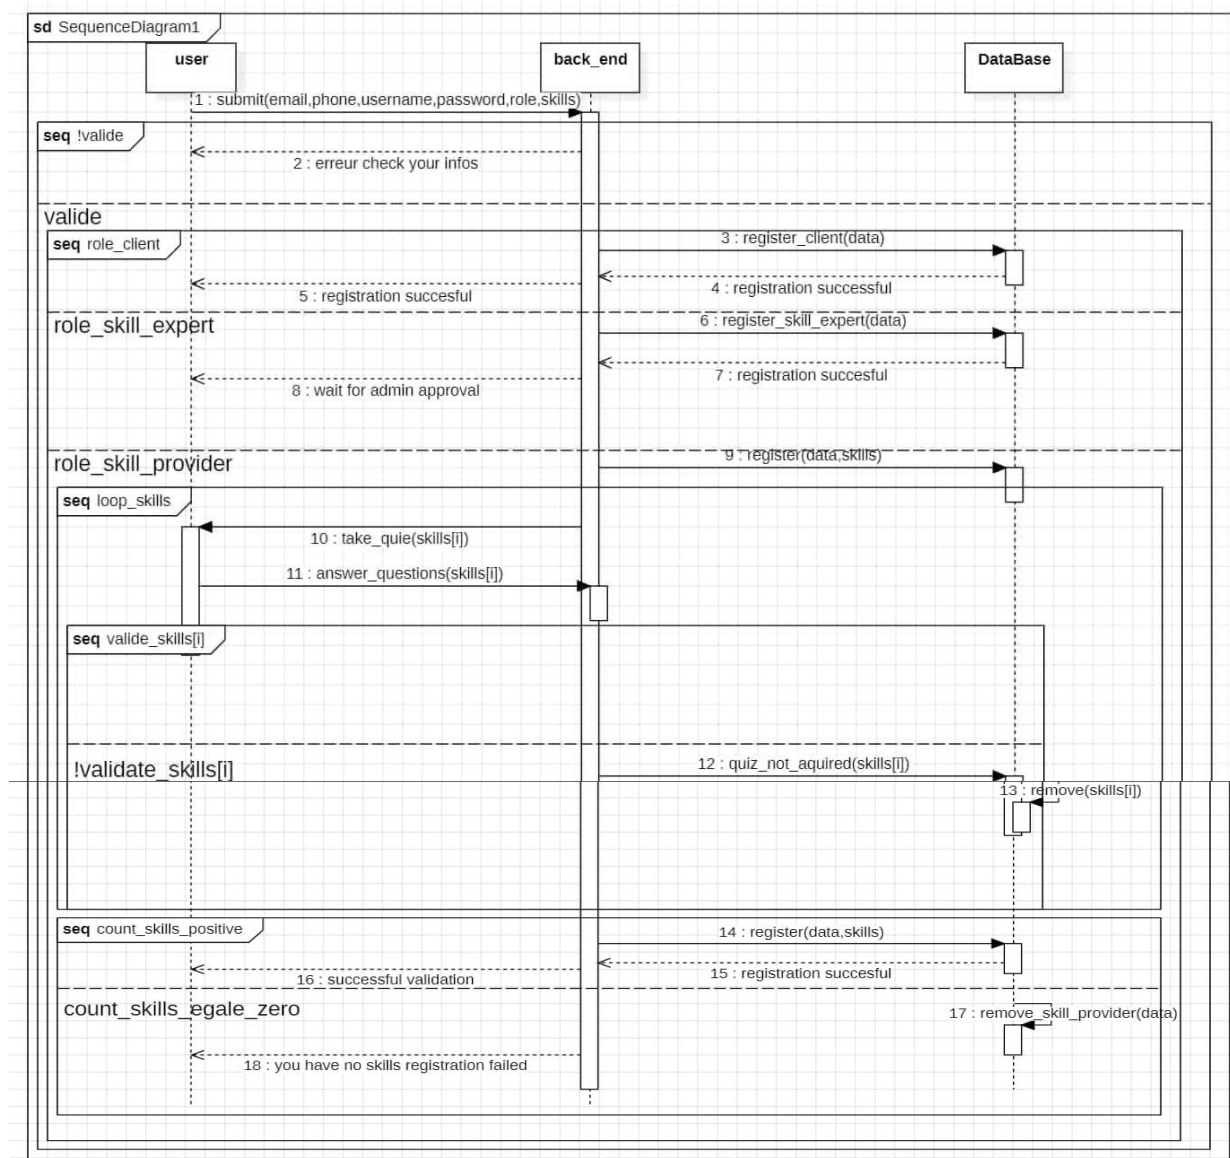 sd SequenceDiagram1
user
back_end
DataBase
1 : submit(email,phone,username,password,role,skills)
seq !valide
2 : erreur check your infos
valide
seq role_client
3 : register_client(data)
4 : registration successful
5 : registration succesful
role_skill_expert
6 : register_skill_expert(data)
7 : registration succesful
8 : wait for admin approval
role_skill_provider
9 : register(data,skills)
seq loop_skills
10 : take_quie(skills[i])
11 : answer_questions(skills[i])
seq valide_skills[i]
!validate_skills[i]
12 : quiz_not_aquired(skills[i])
13 : remove(skills[i])
seq count_skills_positive
14 : register(data,skills)
15 : registration succesful
16 : successful validation
count_skills_egale_zero
17 : remove_skill_provider(data)
18 : you have no skills registration failed